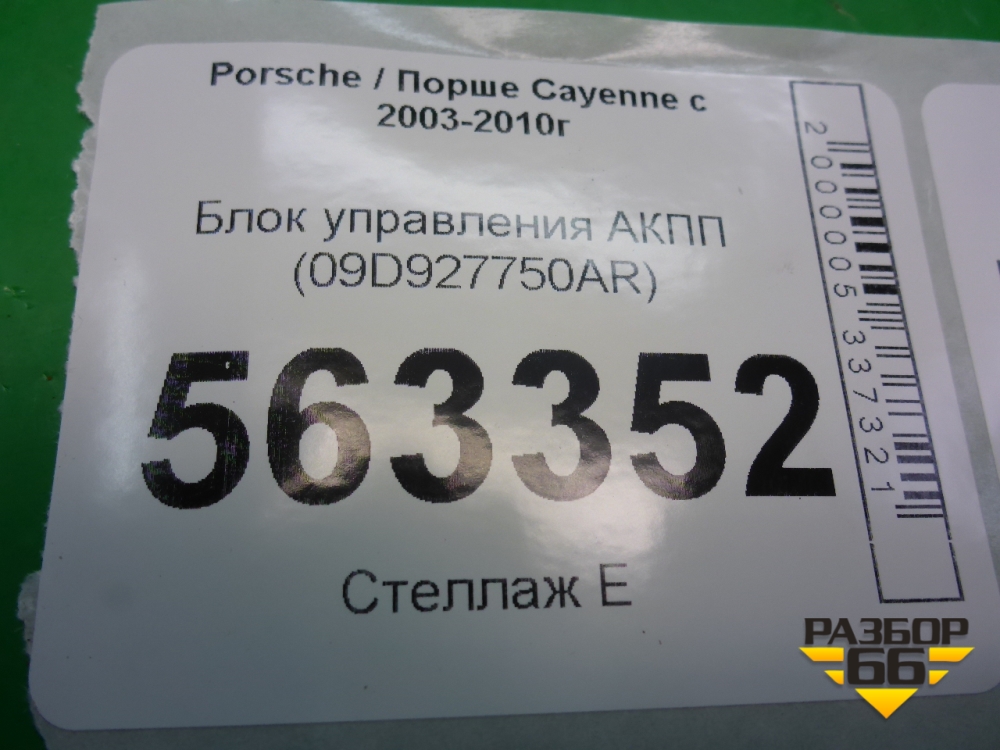 Porsche / Порше Cayenne с
2003-2010г
Блок управления АКПП
(09D927750AR)
563352
Стеллаж Е
2000005337321
РАЗБОР
66